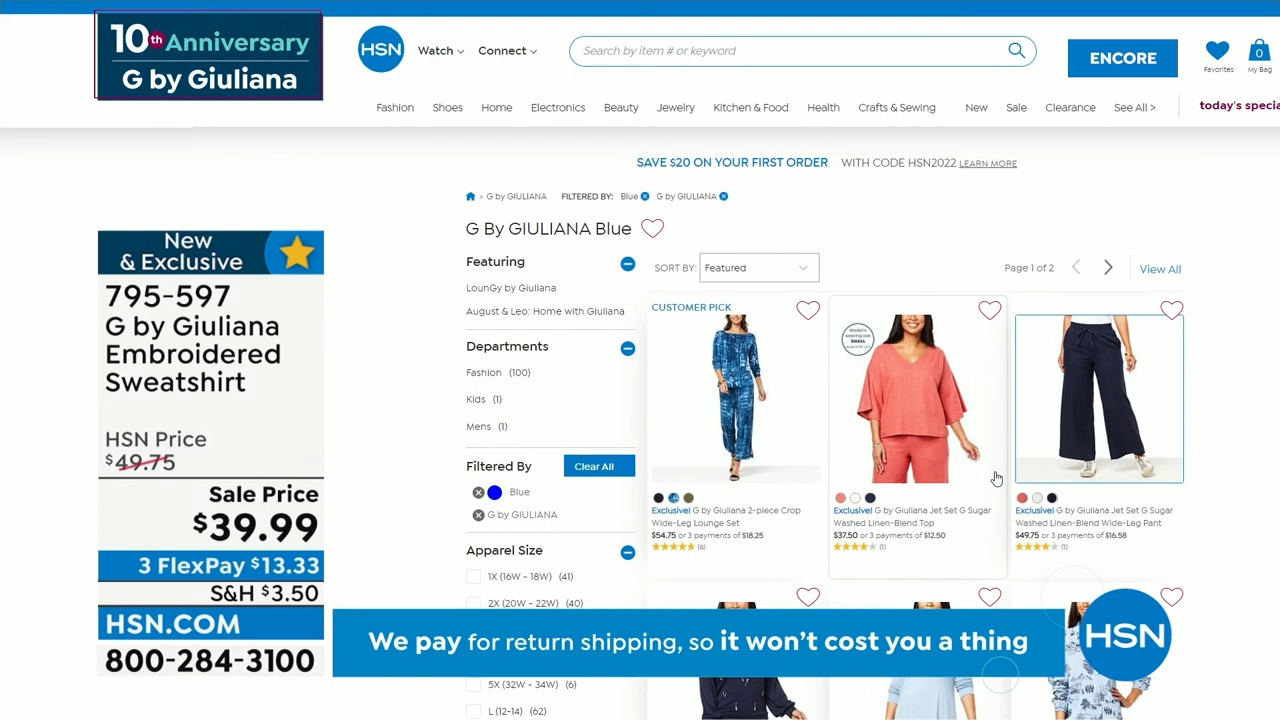 10th Anniversary
G by Giuliana
HSN
Watch
Connect
Search by item # or keyword
ENCORE
Favorites
0
My Bag
Fashion
Shoes
Home
Electronics
Beauty
Jewelry
Kitchen & Food
Health
Crafts & Sewing
New
Sale
Clearance
See All >
today's specia
SAVE $20 ON YOUR FIRST ORDER WITH CODE HSN2022 LEARN MORE
> G by GIULIANA FILTERED BY: Blue G by GIULIANA
G By GIULIANA Blue
New
& Exclusive
795-597
G by Giuliana
Embroidered
Sweatshirt
HSN Price
$49.75
Sale Price
$39.99
3 FlexPay $13.33
S&H $3.50
HSN.COM
800-284-3100
Featuring
LounGy by Giuliana
August & Leo: Home with Giuliana
Departments
Fashion (100)
Kids (1)
Mens (1)
Filtered By
Clear All
Blue
G by GIULIANA
Apparel Size
1X (16W - 18W) (41)
2X (20W - 22W) (40)
5X (32W - 34W) (6)
L (12-14) (62)
SORT BY: Featured
Page 1 of 2
View All
CUSTOMER PICK
Exclusive! G by Giuliana 2-piece Crop
Wide-Leg Lounge Set
$54.75 or 3 payments of $18.25
(6)
SMALL
Exclusive! G by Giuliana Jet Set G Sugar
Washed Linen-Blend Top
$37.50 or 3 payments of $12.50
(1)
Exclusive! G by Giuliana Jet Set G Sugar
Washed Linen-Blend Wide-Leg Pant
$49.75 or 3 payments of $16.58
(1)
We pay for return shipping, so it won't cost you a thing
HSN